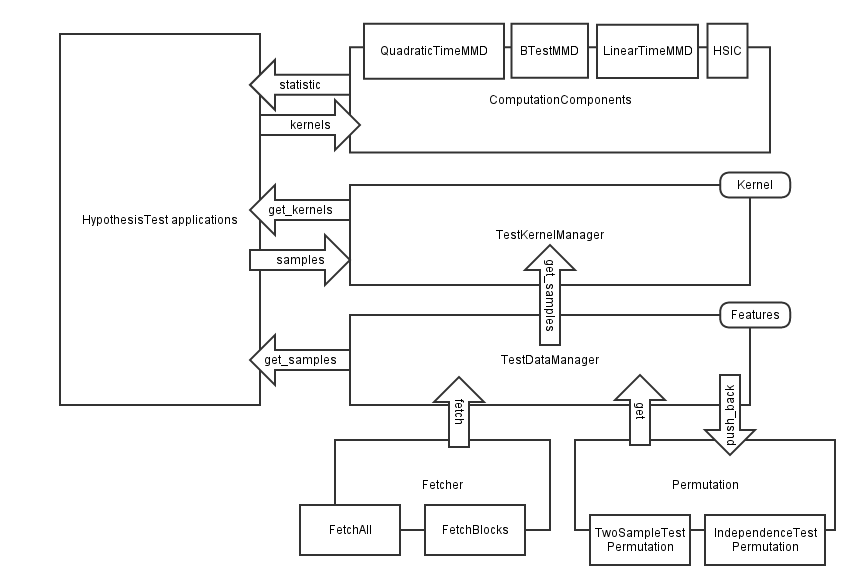 QuadraticTimeMMD
BTestMMD
LinearTimeMMD
HSIC
statistic
ComputationComponents
kernels
Kernel
get_kernels
HypothesisTest applications
TestKernelManager
samples
get_samples
Features
get_samples
TestDataManager
fetch
get
push_back
Fetcher
Permutation
FetchAll
FetchBlocks
TwoSampleTest
Permutation
IndependenceTest
Permutation